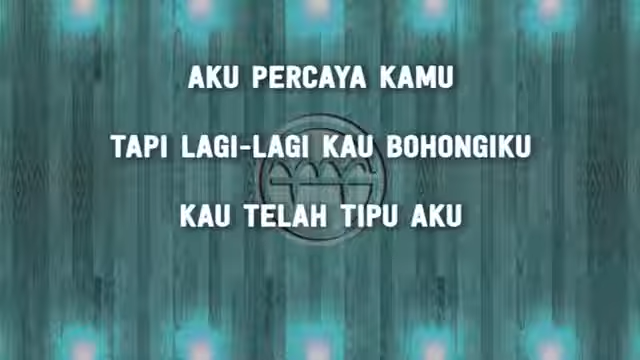 AKU PERCAYA KAMU
TAPI LAGI-LAGI KAU BOHONGIKU
KAU TELAH TIPU AKU